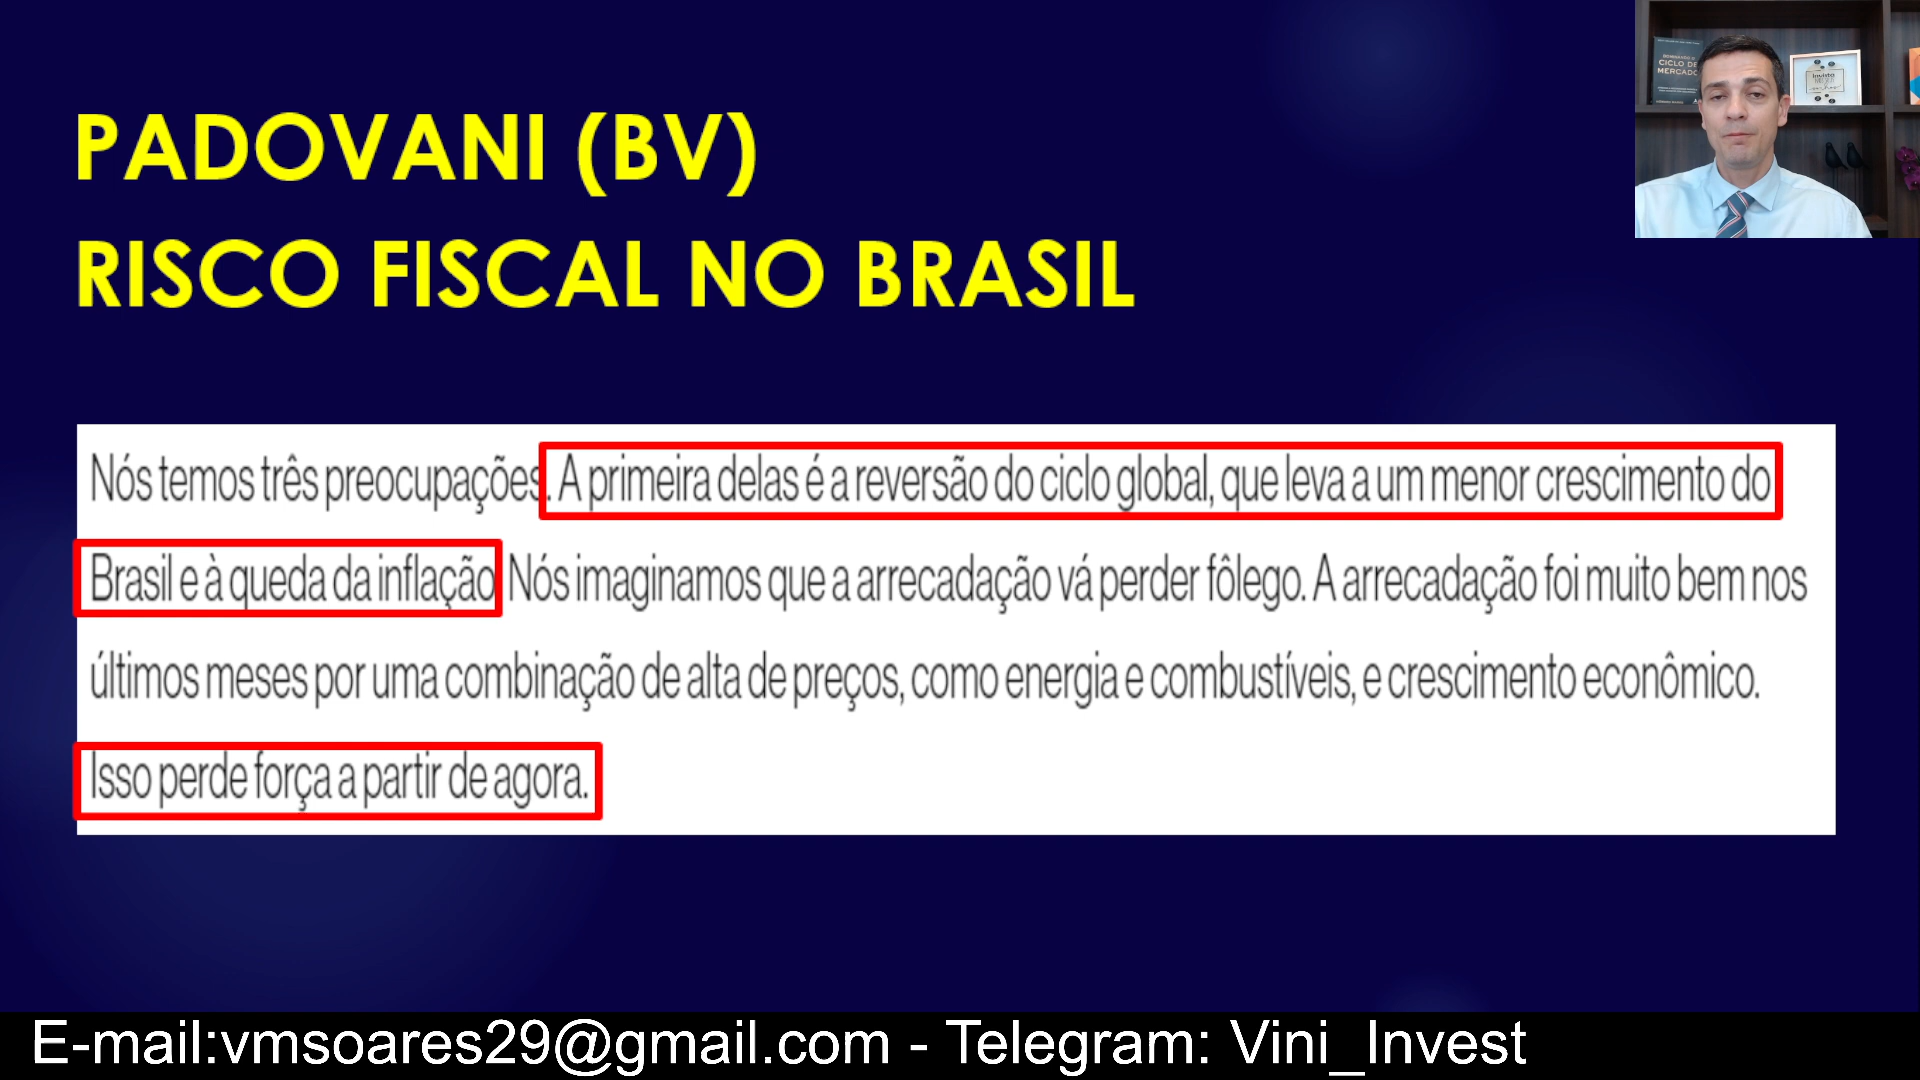 PADOVANI (BV)
RISCO FISCAL NO BRASIL
CICLO DE
MERCADO
Nós temos três preocupações. A primeira delas é a reversão do ciclo global, que leva a um menor crescimento do
Brasil e à queda da inflação Nós imaginamos que a arrecadação vá perder fôlego. A arrecadação foi muito bem nos
últimos meses por uma combinação de alta de preços, como energia e combustíveis, e crescimento econômico.
Isso perde força a partir de agora.
E-mail:vmsoares29@gmail.com - Telegram: Vini_Invest